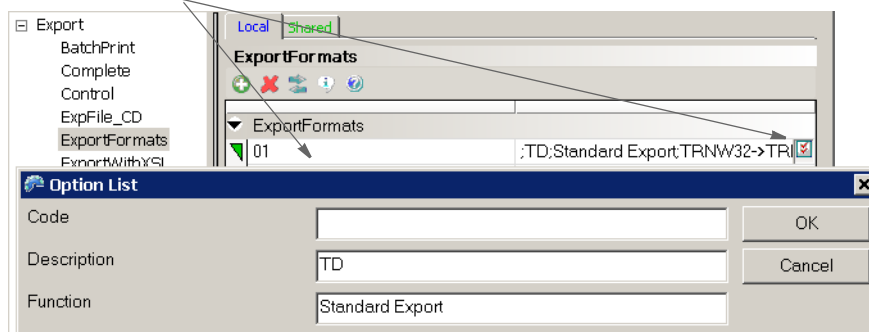 Export
BatchPrint
Complete
Control
ExpFile_CD
ExportFormats
ExportWithXSL
Local Shared
ExportFormats
ExportFormats
01 ;TD;Standard Export;TRNW32->TRI
Option List
Code
OK
Description TD
Cancel
Function Standard Export